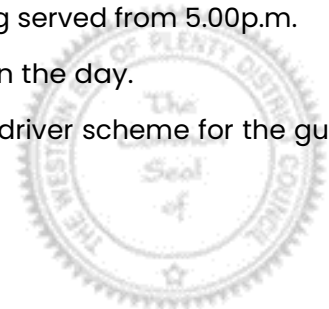 g served from 5.00p.m.
n the day.
driver scheme for the gu
THE WESTERN BAY OF PLENTY DISTRICT COUNCIL
The
Common
Seal
of